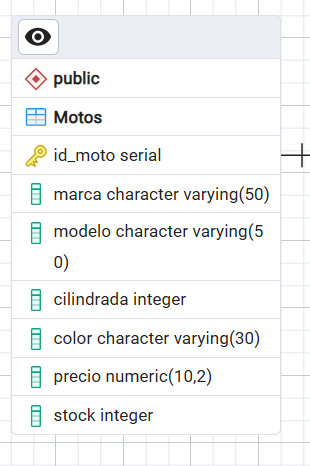 public
Motos
id_moto serial
marca character varying(50)
modelo character varying(5
0)
cilindrada integer
color character varying(30)
precio numeric(10,2)
stock integer